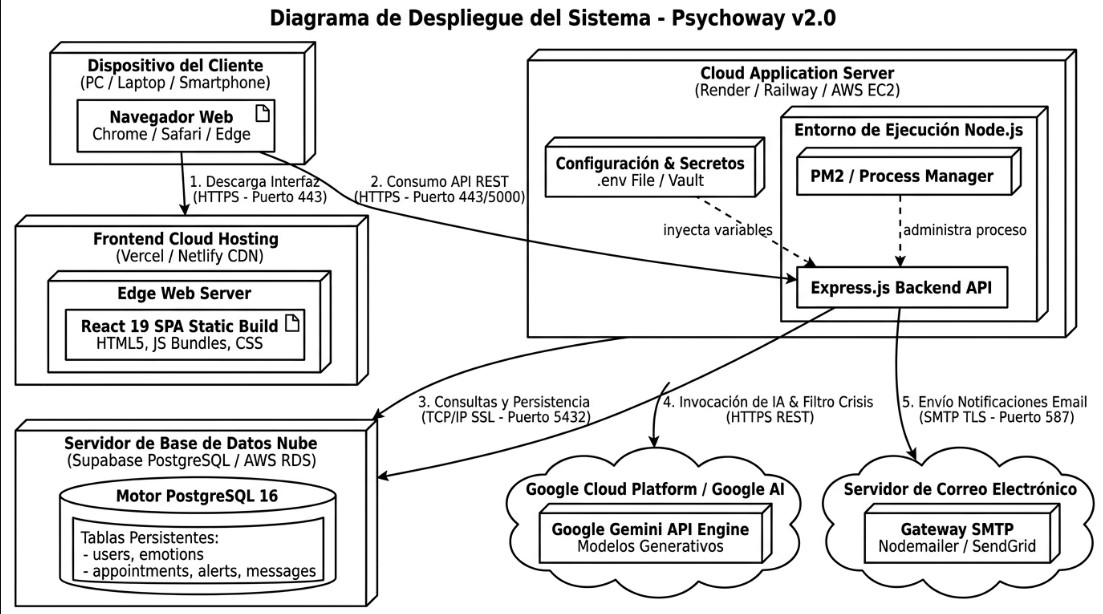 Diagrama de Despliegue del Sistema - Psychoway v2.0
Dispositivo del Cliente
(PC / Laptop / Smartphone)
Navegador Web
Chrome / Safari / Edge
1. Descarga Interfaz
(HTTPS - Puerto 443)
2. Consumo API REST
(HTTPS - Puerto 443/5000)
Cloud Application Server
(Render / Railway / AWS EC2)
Configuración & Secretos
.env File / Vault
Entorno de Ejecución Node.js
PM2 / Process Manager
inyecta variables
administra proceso
Express.js Backend API
Frontend Cloud Hosting
(Vercel / Netlify CDN)
Edge Web Server
React 19 SPA Static Build
HTML5, JS Bundles, CSS
3. Consultas y Persistencia
(TCP/IP SSL - Puerto 5432)
4. Invocación de IA & Filtro Crisis
(HTTPS REST)
5. Envío Notificaciones Email
(SMTP TLS - Puerto 587)
Servidor de Base de Datos Nube
(Supabase PostgreSQL / AWS RDS)
Motor PostgreSQL 16
Tablas Persistentes:
- users, emotions
- appointments, alerts, messages
Google Cloud Platform / Google AI
Google Gemini API Engine
Modelos Generativos
Servidor de Correo Electrónico
Gateway SMTP
Nodemailer / SendGrid